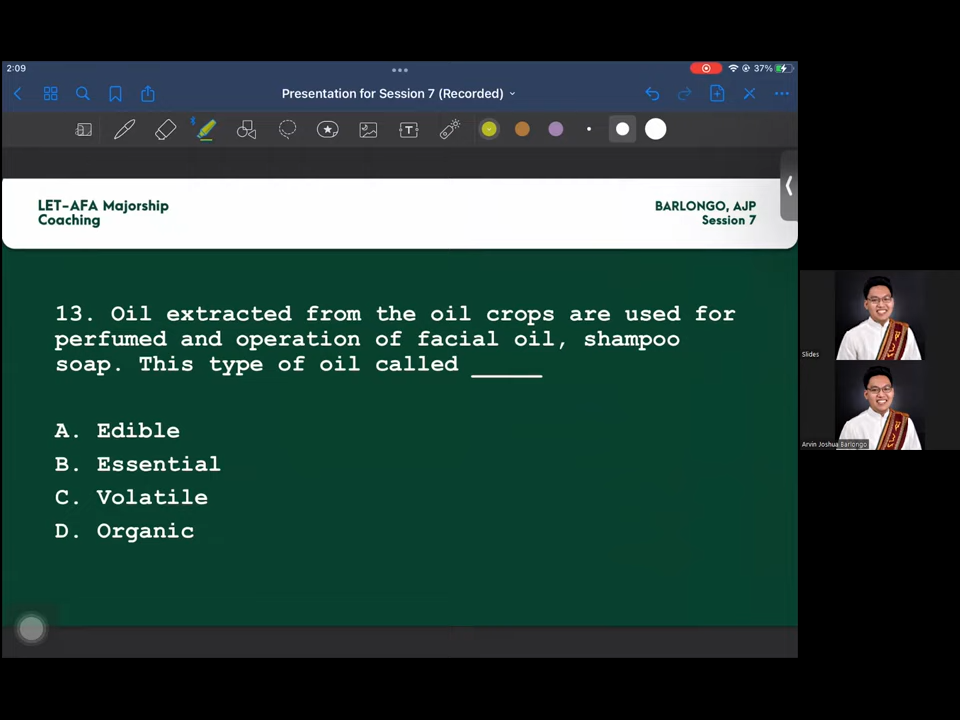 2:09
37%
Presentation for Session 7 (Recorded)
LET-AFA Majorship
Coaching
BARLONGO, AJP
Session 7
13. Oil extracted from the oil crops are used for
perfumed and operation of facial oil, shampoo
soap. This type of oil called _____
A. Edible
B. Essential
C. Volatile
D. Organic
Slides
Arvin Joshua Barlongo